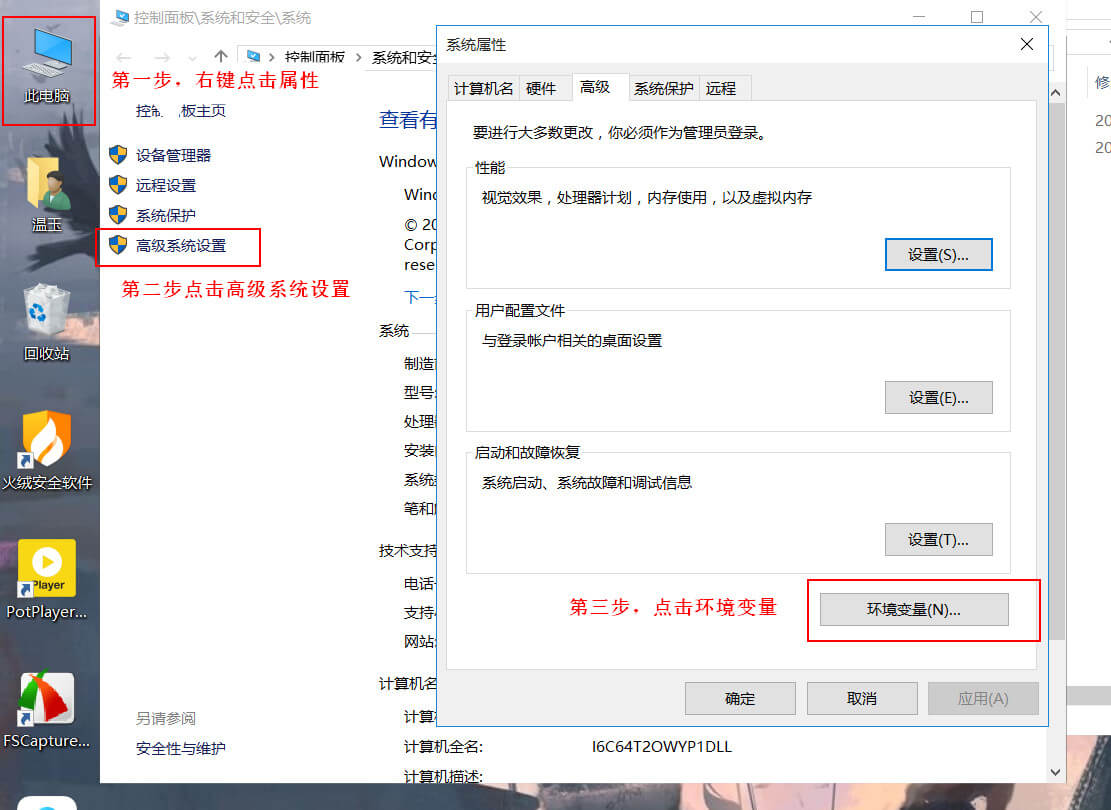 此电脑
温玉
回收站
火绒安全软件
Player
PotPlayer...
FSCapture...
控制面板\系统和安全\系统
控制面板
系统和安
第一步，右键点击属性
板主页
设备管理器
远程设置
系统保护
高级系统设置
第二步点击高级系统设置
另请参阅
安全性与维护
查看有
Window
Wind
© 20
Corp
rese
下一
系统
制造
型号
处理
安装
系统
笔和
技术支持
电话
支持
网站
计算机名
计算
计算机全名:
I6C64T2OWYP1DLL
计算机描述:
系统属性
计算机名
硬件
高级
系统保护
远程
要进行大多数更改，你必须作为管理员登录。
性能
视觉效果，处理器计划，内存使用，以及虚拟内存
设置(S)...
用户配置文件
与登录帐户相关的桌面设置
设置(E)...
启动和故障恢复
系统启动、系统故障和调试信息
设置(T)...
第三步，点击环境变量
环境变量(N)...
确定
取消
应用(A)
修
20
20